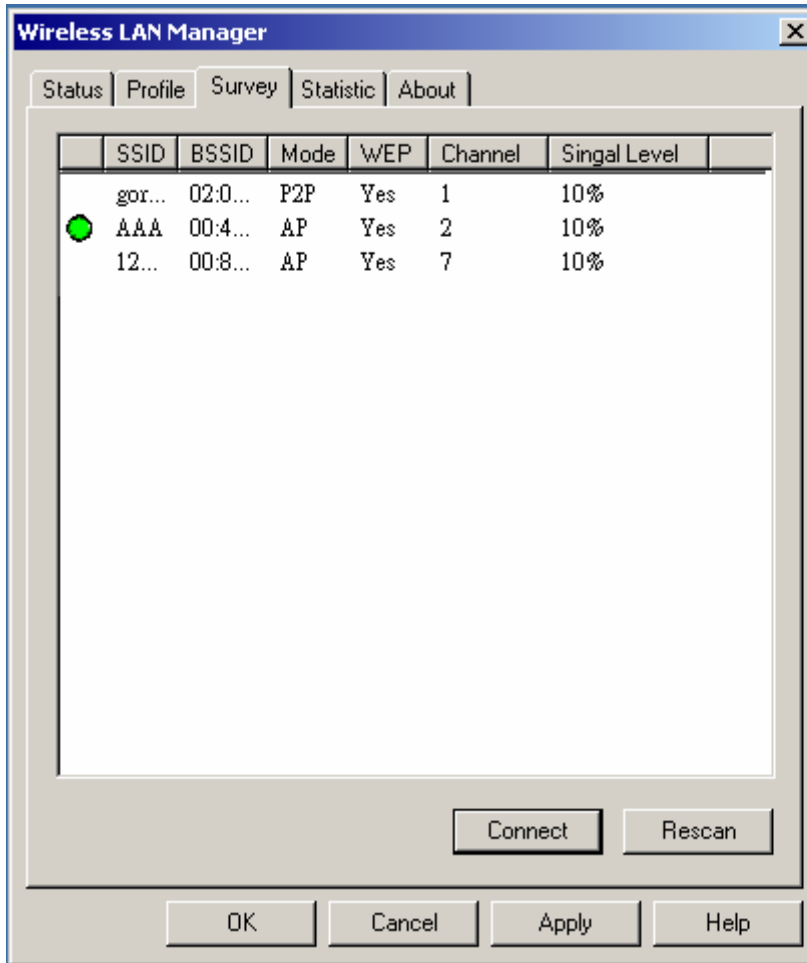 Wireless LAN Manager
Status Profile Survey Statistic About
SSID BSSID Mode WEP Channel Singal Level
gor... 02:0... P2P Yes 1 10%
AAA 00:4... AP Yes 2 10%
12... 00:8... AP Yes 7 10%
Connect Rescan
OK Cancel Apply Help